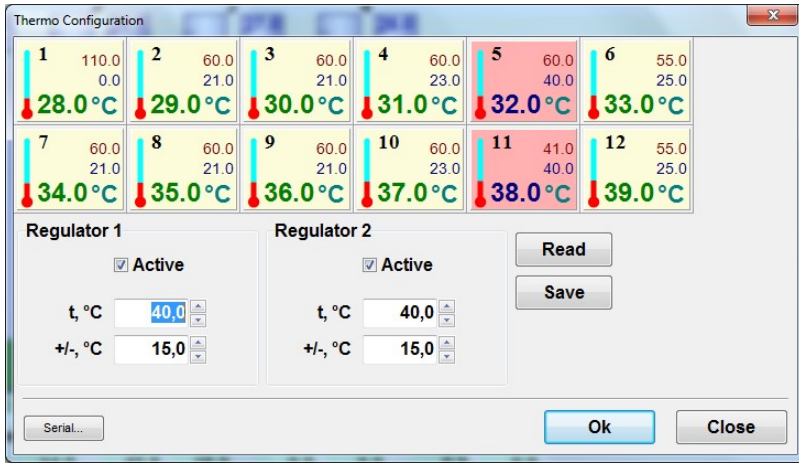 Thermo Configuration
1 110.0 2 60.0 3 60.0 4 60.0 5 60.0 6 55.0
0.0 21.0 21.0 23.0 40.0 25.0
28.0°C 29.0°C 30.0°C 31.0°C 32.0°C 33.0°C
7 60.0 8 60.0 9 60.0 10 60.0 11 41.0 12 55.0
21.0 21.0 21.0 23.0 40.0 25.0
34.0°C 35.0°C 36.0°C 37.0°C 38.0°C 39.0°C
Regulator 1 Regulator 2
Read
Active Active
Save
t, °C 40,0 t, °C 40,0
+/-, °C 15,0 +/-, °C 15,0
Serial... Ok Close